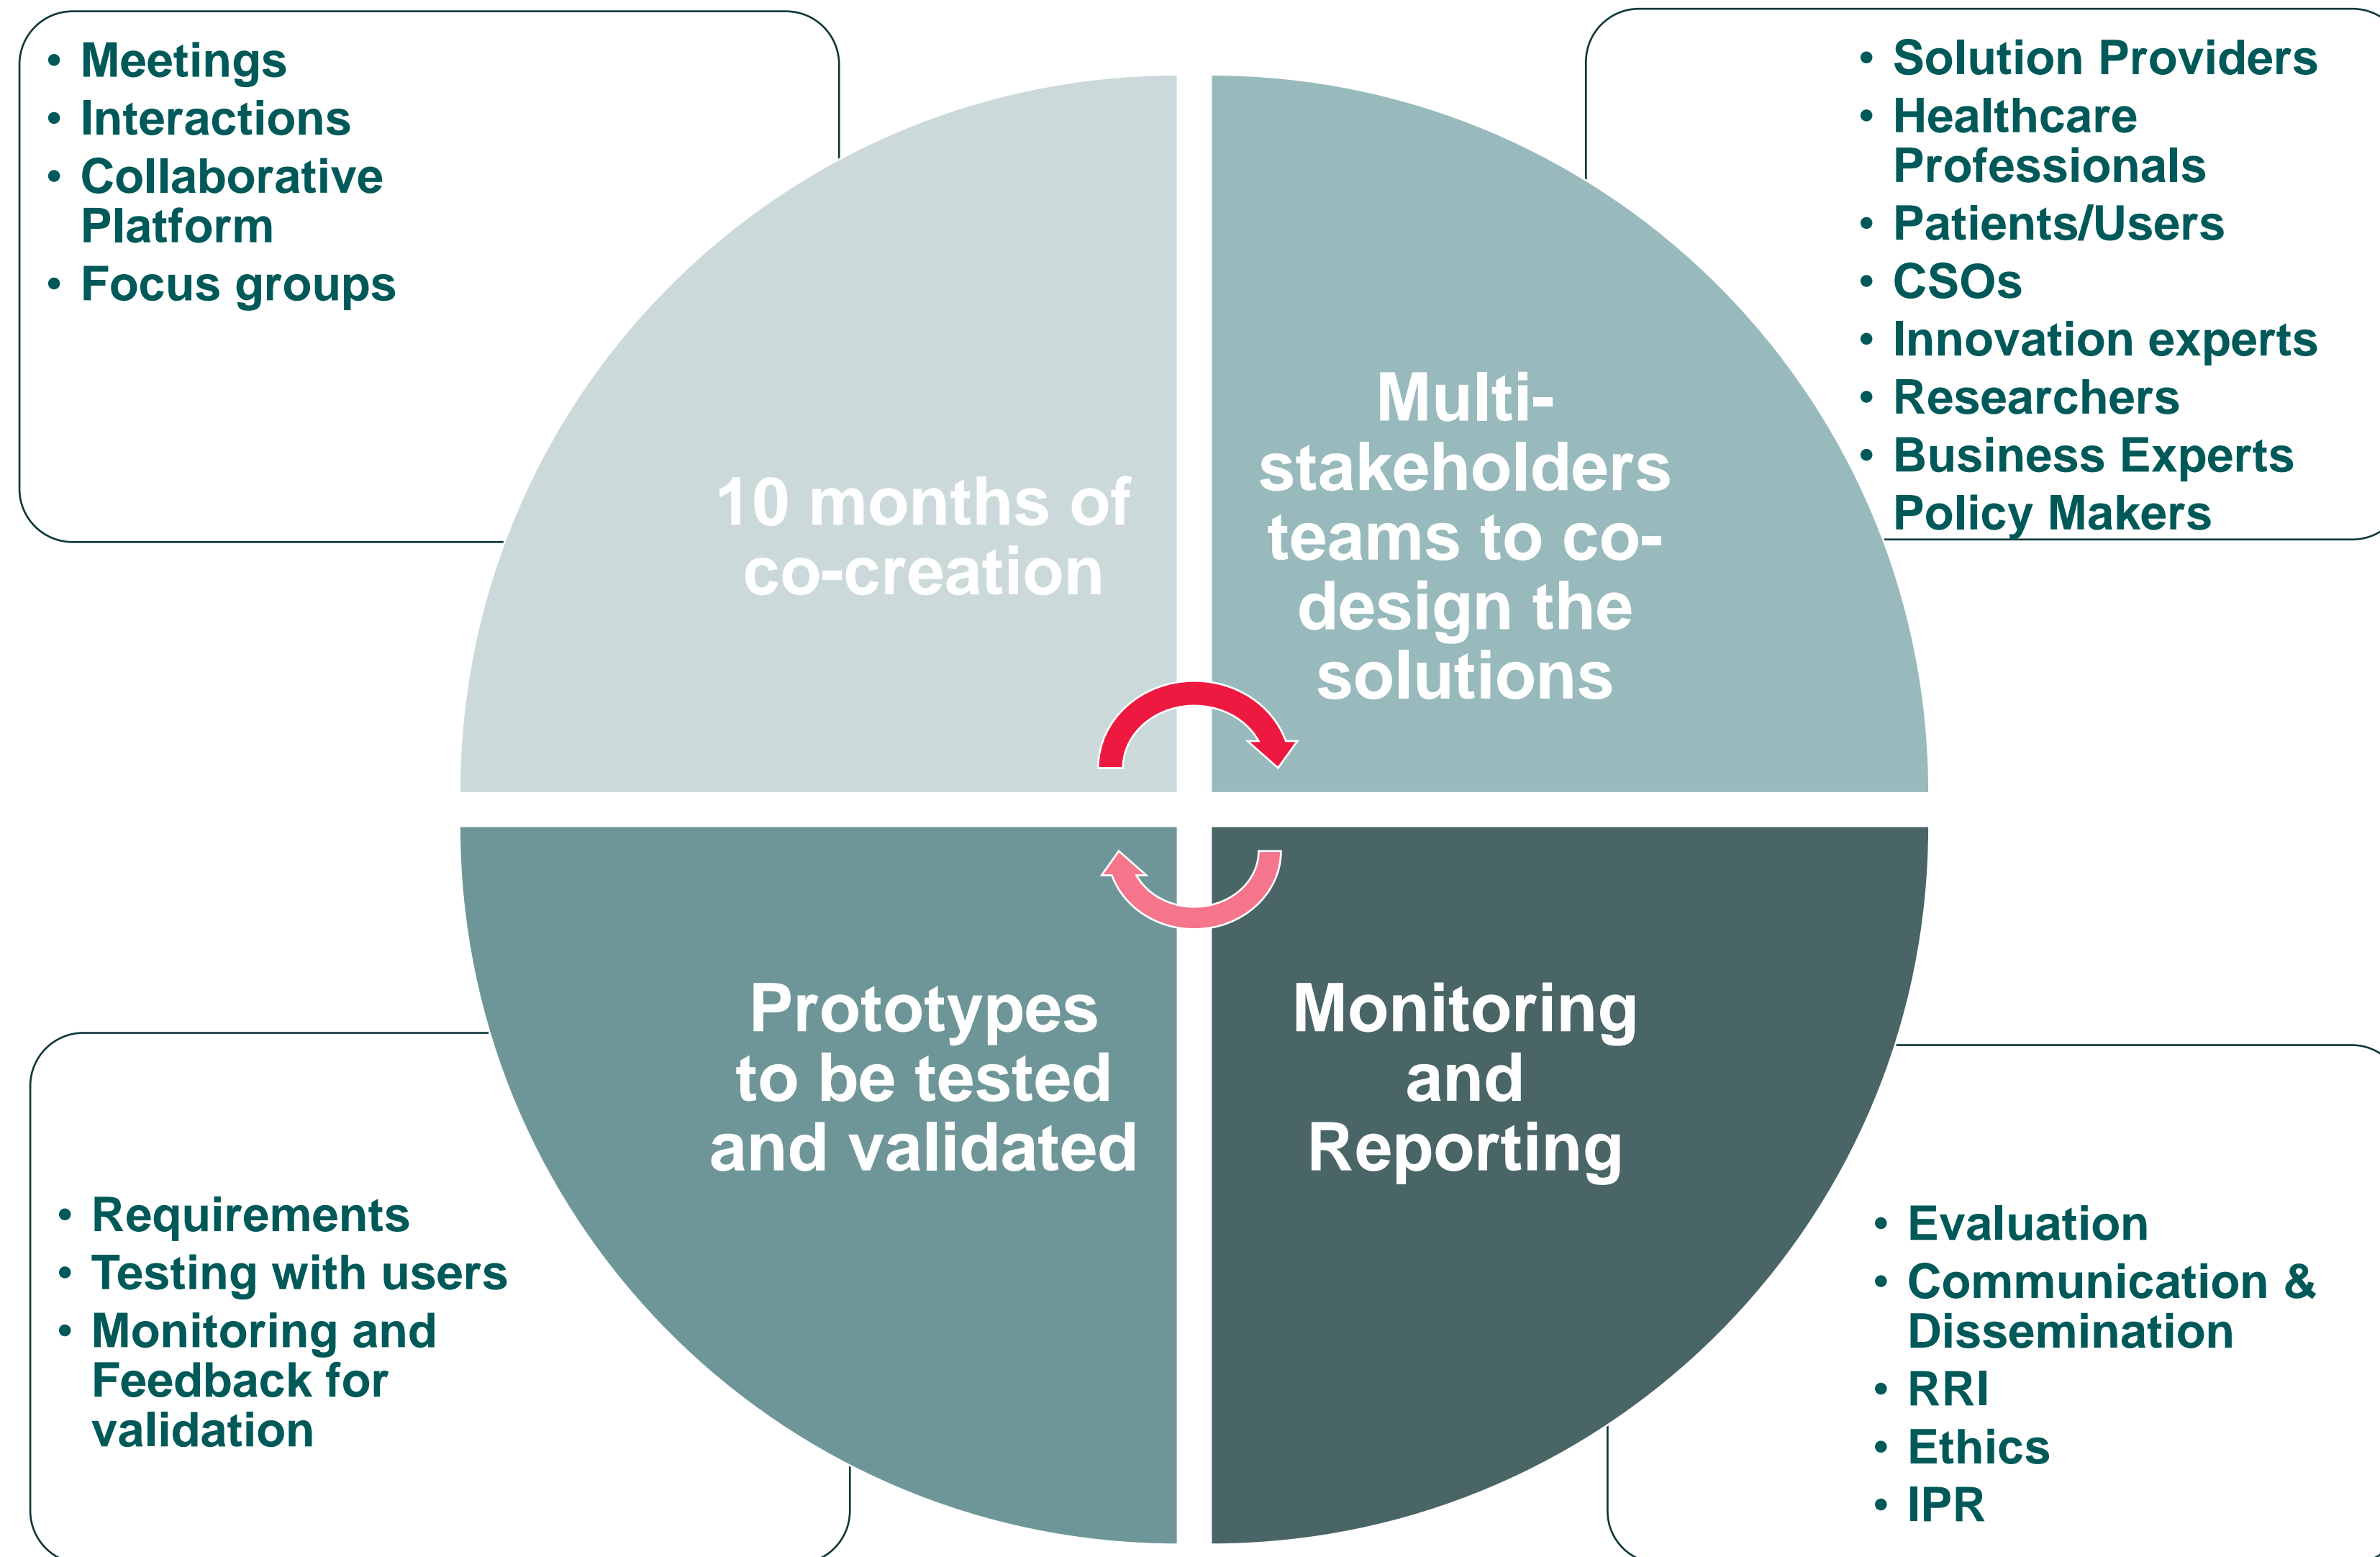 • Meetings
• Interactions
• Collaborative
Platform
• Focus groups
10 months of
co-creation
Multi-
stakeholders
teams to co-
design the
solutions
• Solution Providers
• Healthcare
Professionals
• Patients/Users
• CSOs
• Innovation experts
• Researchers
• Business Experts
Policy Makers
Prototypes
to be tested
and validated
Monitoring
and
Reporting
• Requirements
• Testing with users
• Monitoring and
Feedback for
validation
• Evaluation
• Communication &
Dissemination
• RRI
• Ethics
• IPR